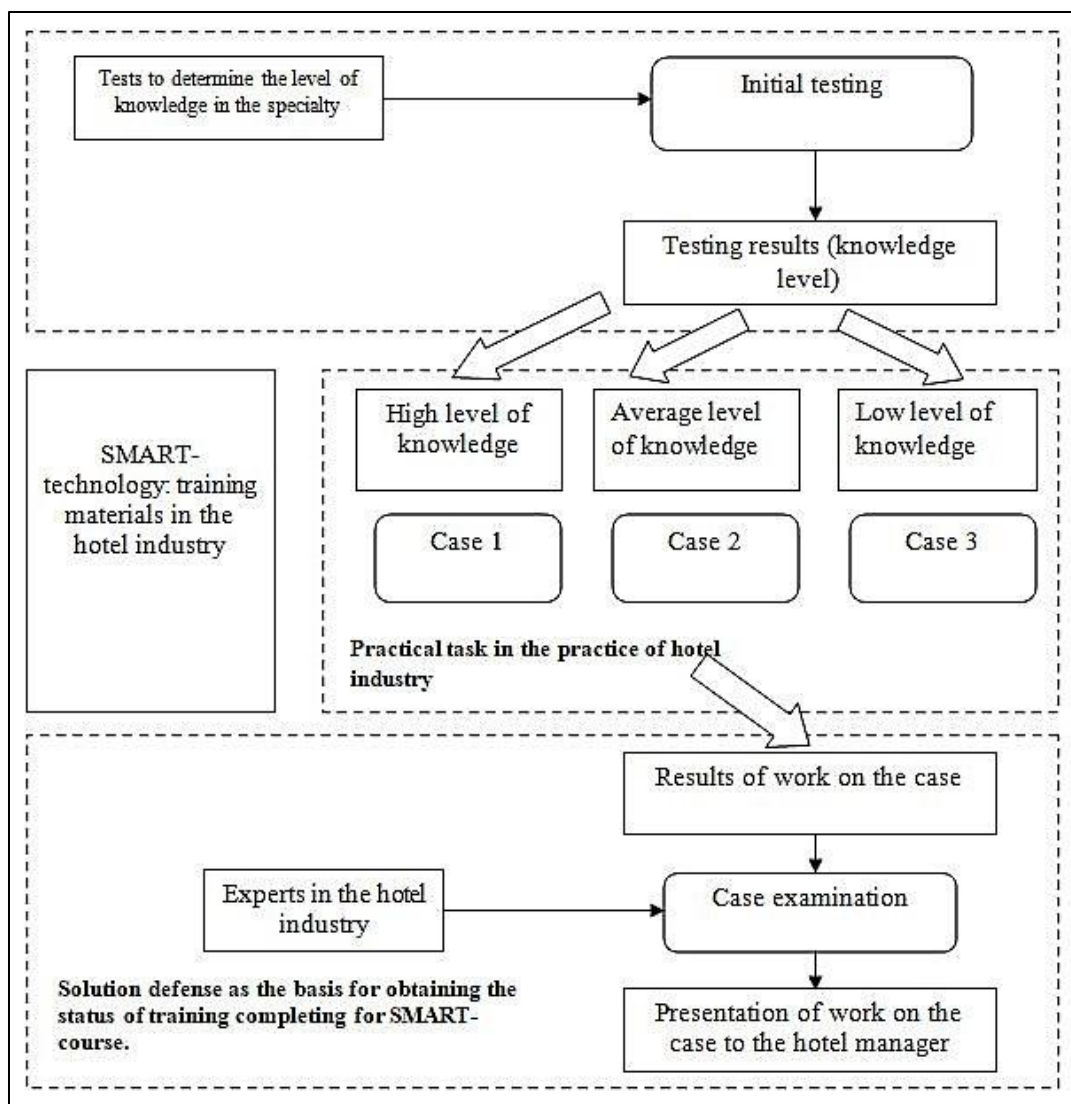 Tests to determine the level of
knowledge in the specialty
Initial testing
Testing results (knowledge
level)
SMART-
technology: training
materials in the
hotel industry
High level of
knowledge
Average level
of knowledge
Low level of
knowledge
Case 1
Case 2
Case 3
Practical task in the practice of hotel
industry
Results of work on the case
Experts in the hotel
industry
Case examination
Solution defense as the basis for obtaining the
status of training completing for SMART-
course.
Presentation of work on the
case to the hotel manager